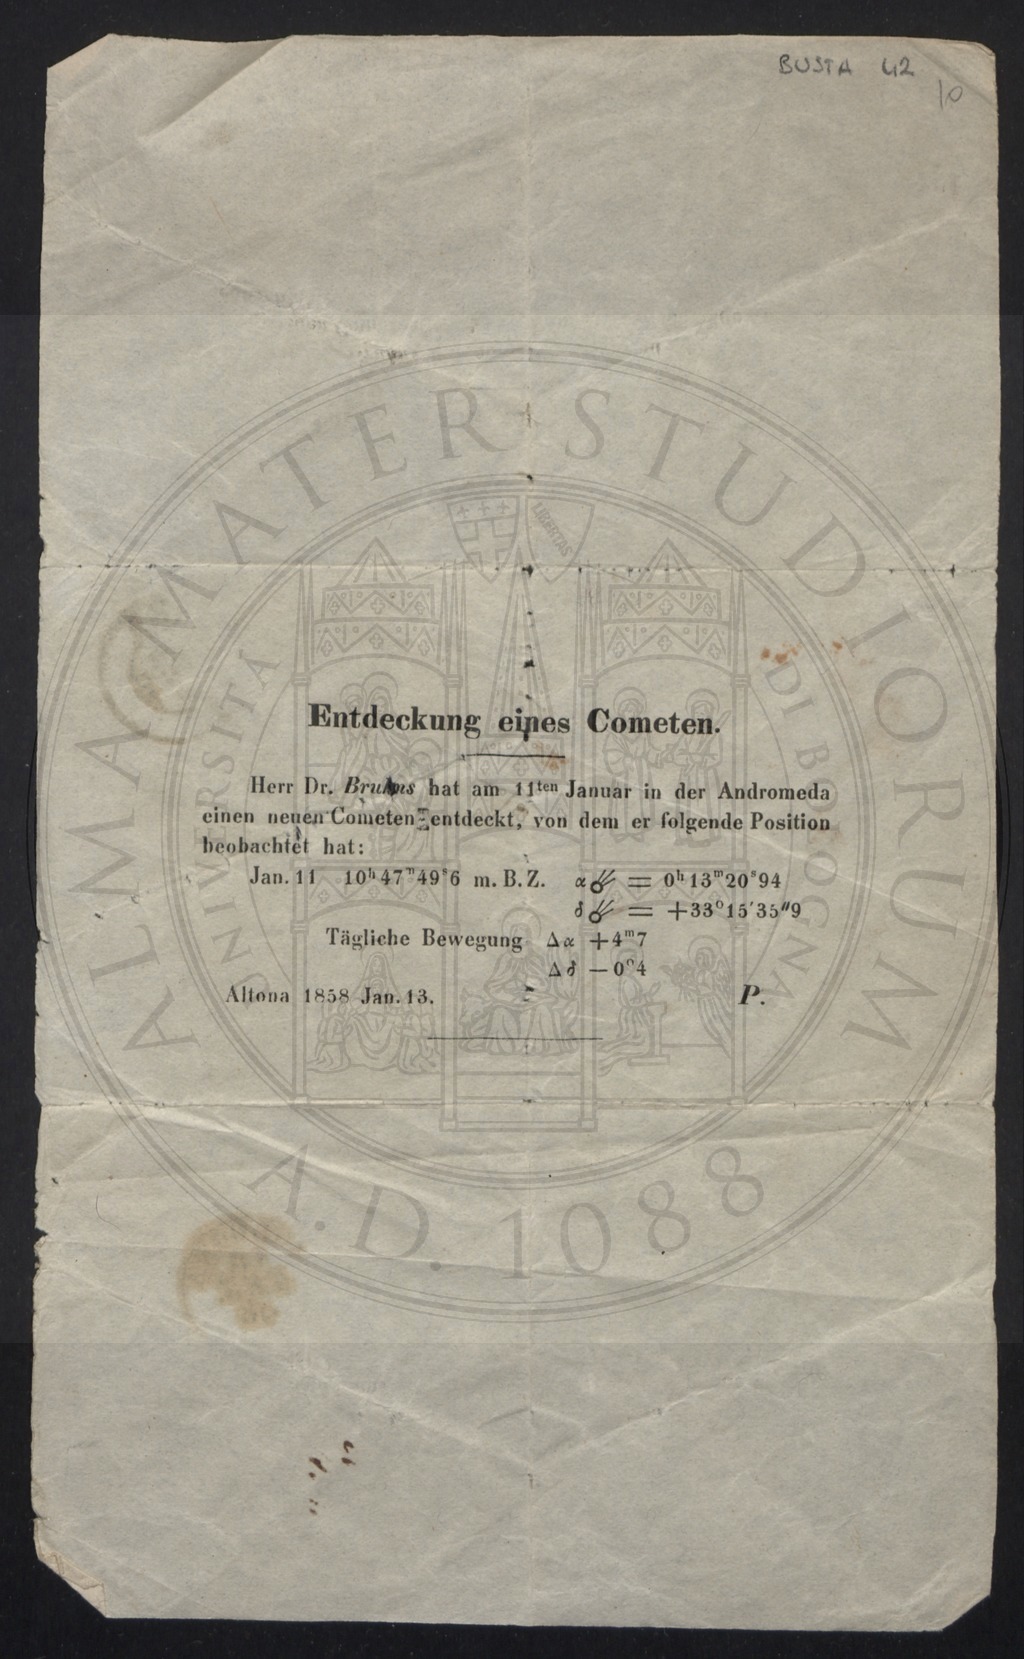 BUSTA 42
10
ALMA MATER STUDIORUM
UNIVERSITÀ DI BOLOGNA
LIBERTAS
Entdeckung eines Cometen.
Herr Dr. Bruhns hat am 11ten Januar in der Andromeda
einen neuen Cometen entdeckt, von dem er folgende Position
beobachtet hat:
Jan. 11 10ʰ47ᵐ49ˢ6 m. B. Z. α☄ = 0ʰ13ᵐ20ˢ94
δ☄ = +33°15′35″9
Tägliche Bewegung Δα +4ᵐ7
Δδ −0°4
Altona 1858 Jan. 13. P.
A.D. 1088